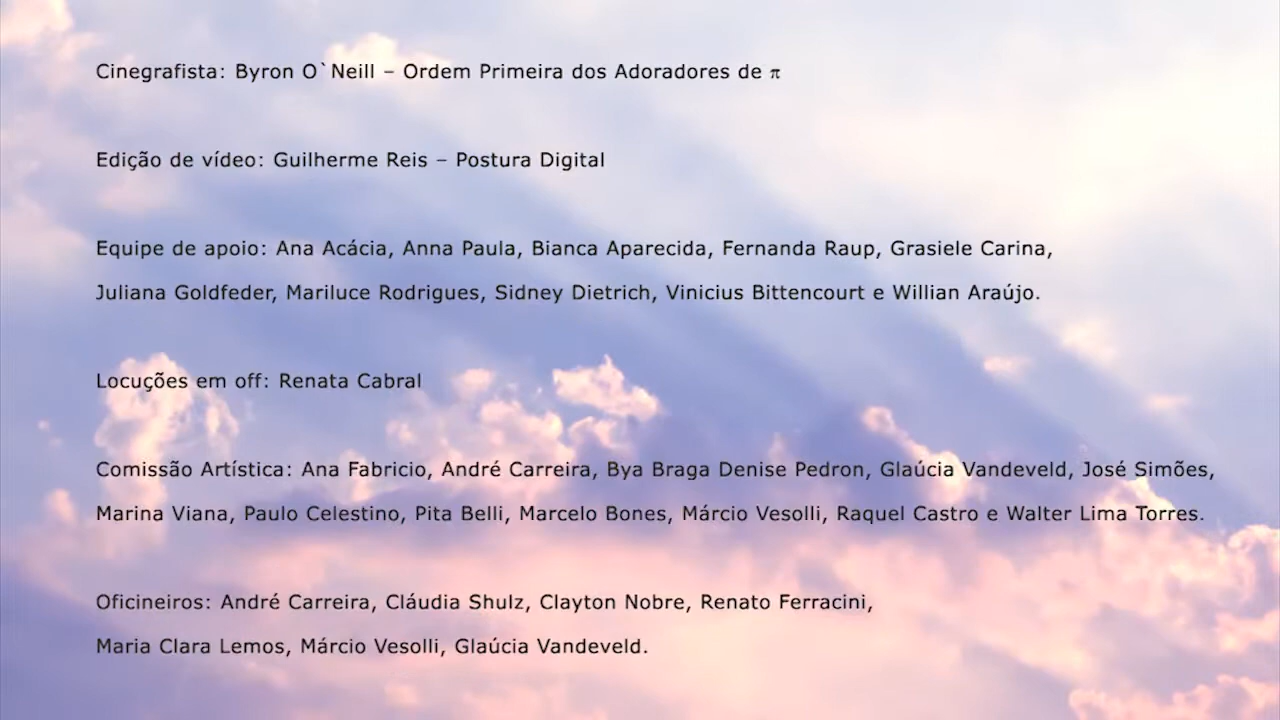 Cinegrafista: Byron O`Neill – Ordem Primeira dos Adoradores de π
Edição de vídeo: Guilherme Reis – Postura Digital
Equipe de apoio: Ana Acácia, Anna Paula, Bianca Aparecida, Fernanda Raup, Grasiele Carina,
Juliana Goldfeder, Mariluce Rodrigues, Sidney Dietrich, Vinicius Bittencourt e Willian Araújo.
Locuções em off: Renata Cabral
Comissão Artística: Ana Fabricio, André Carreira, Bya Braga Denise Pedron, Glaúcia Vandeveld, José Simões,
Marina Viana, Paulo Celestino, Pita Belli, Marcelo Bones, Márcio Vesolli, Raquel Castro e Walter Lima Torres.
Oficineiros: André Carreira, Cláudia Shulz, Clayton Nobre, Renato Ferracini,
Maria Clara Lemos, Márcio Vesolli, Glaúcia Vandeveld.